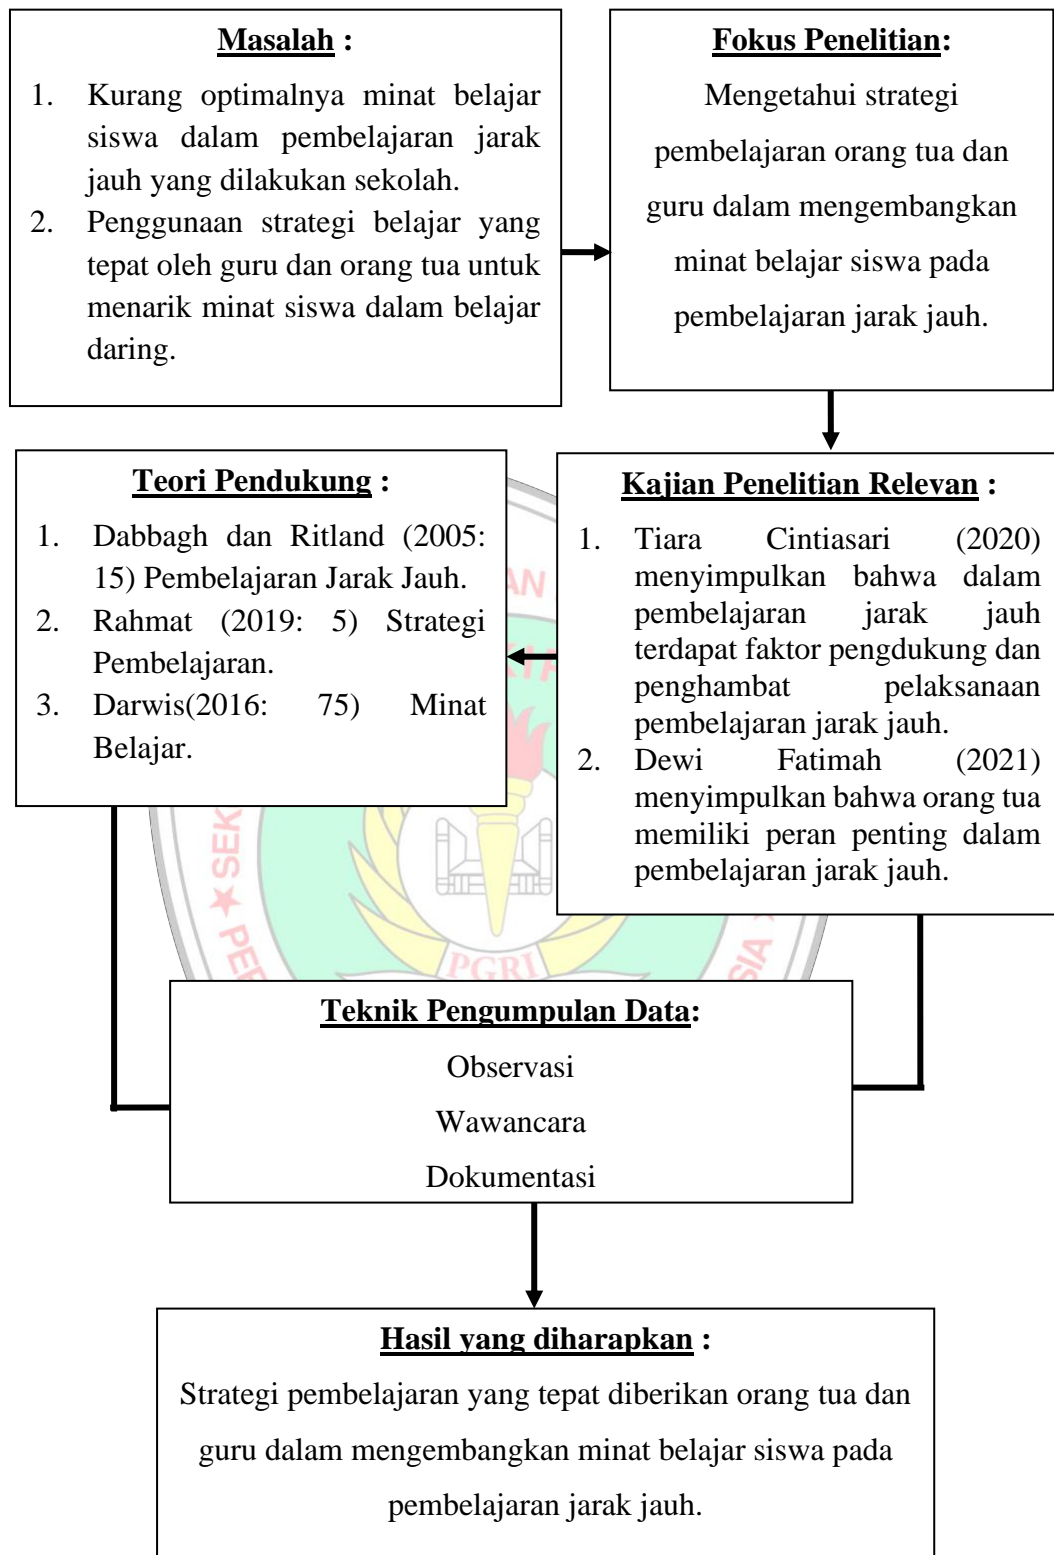 Masalah :
1. Kurang optimalnya minat belajar
siswa dalam pembelajaran jarak
jauh yang dilakukan sekolah.
2. Penggunaan strategi belajar yang
tepat oleh guru dan orang tua untuk
menarik minat siswa dalam belajar
daring.
Fokus Penelitian:
Mengetahui strategi
pembelajaran orang tua dan
guru dalam mengembangkan
minat belajar siswa pada
pembelajaran jarak jauh.
Teori Pendukung :
1. Dabbagh dan Ritland (2005:
15) Pembelajaran Jarak Jauh.
2. Rahmat (2019: 5) Strategi
Pembelajaran.
3. Darwis(2016: 75) Minat
Belajar.
Kajian Penelitian Relevan :
1. Tiara Cintiasari (2020)
menyimpulkan bahwa dalam
pembelajaran jarak jauh
terdapat faktor pengdukung dan
penghambat pelaksanaan
pembelajaran jarak jauh.
2. Dewi Fatimah (2021)
menyimpulkan bahwa orang tua
memiliki peran penting dalam
pembelajaran jarak jauh.
PGRI
Teknik Pengumpulan Data:
Observasi
Wawancara
Dokumentasi
Hasil yang diharapkan :
Strategi pembelajaran yang tepat diberikan orang tua dan
guru dalam mengembangkan minat belajar siswa pada
pembelajaran jarak jauh.